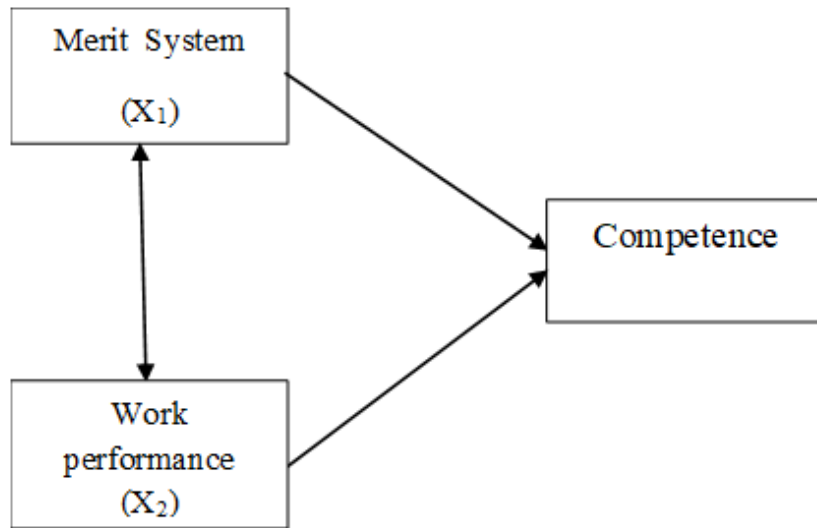 Merit System
(X₁)
Competence
Work
performance
(X₂)